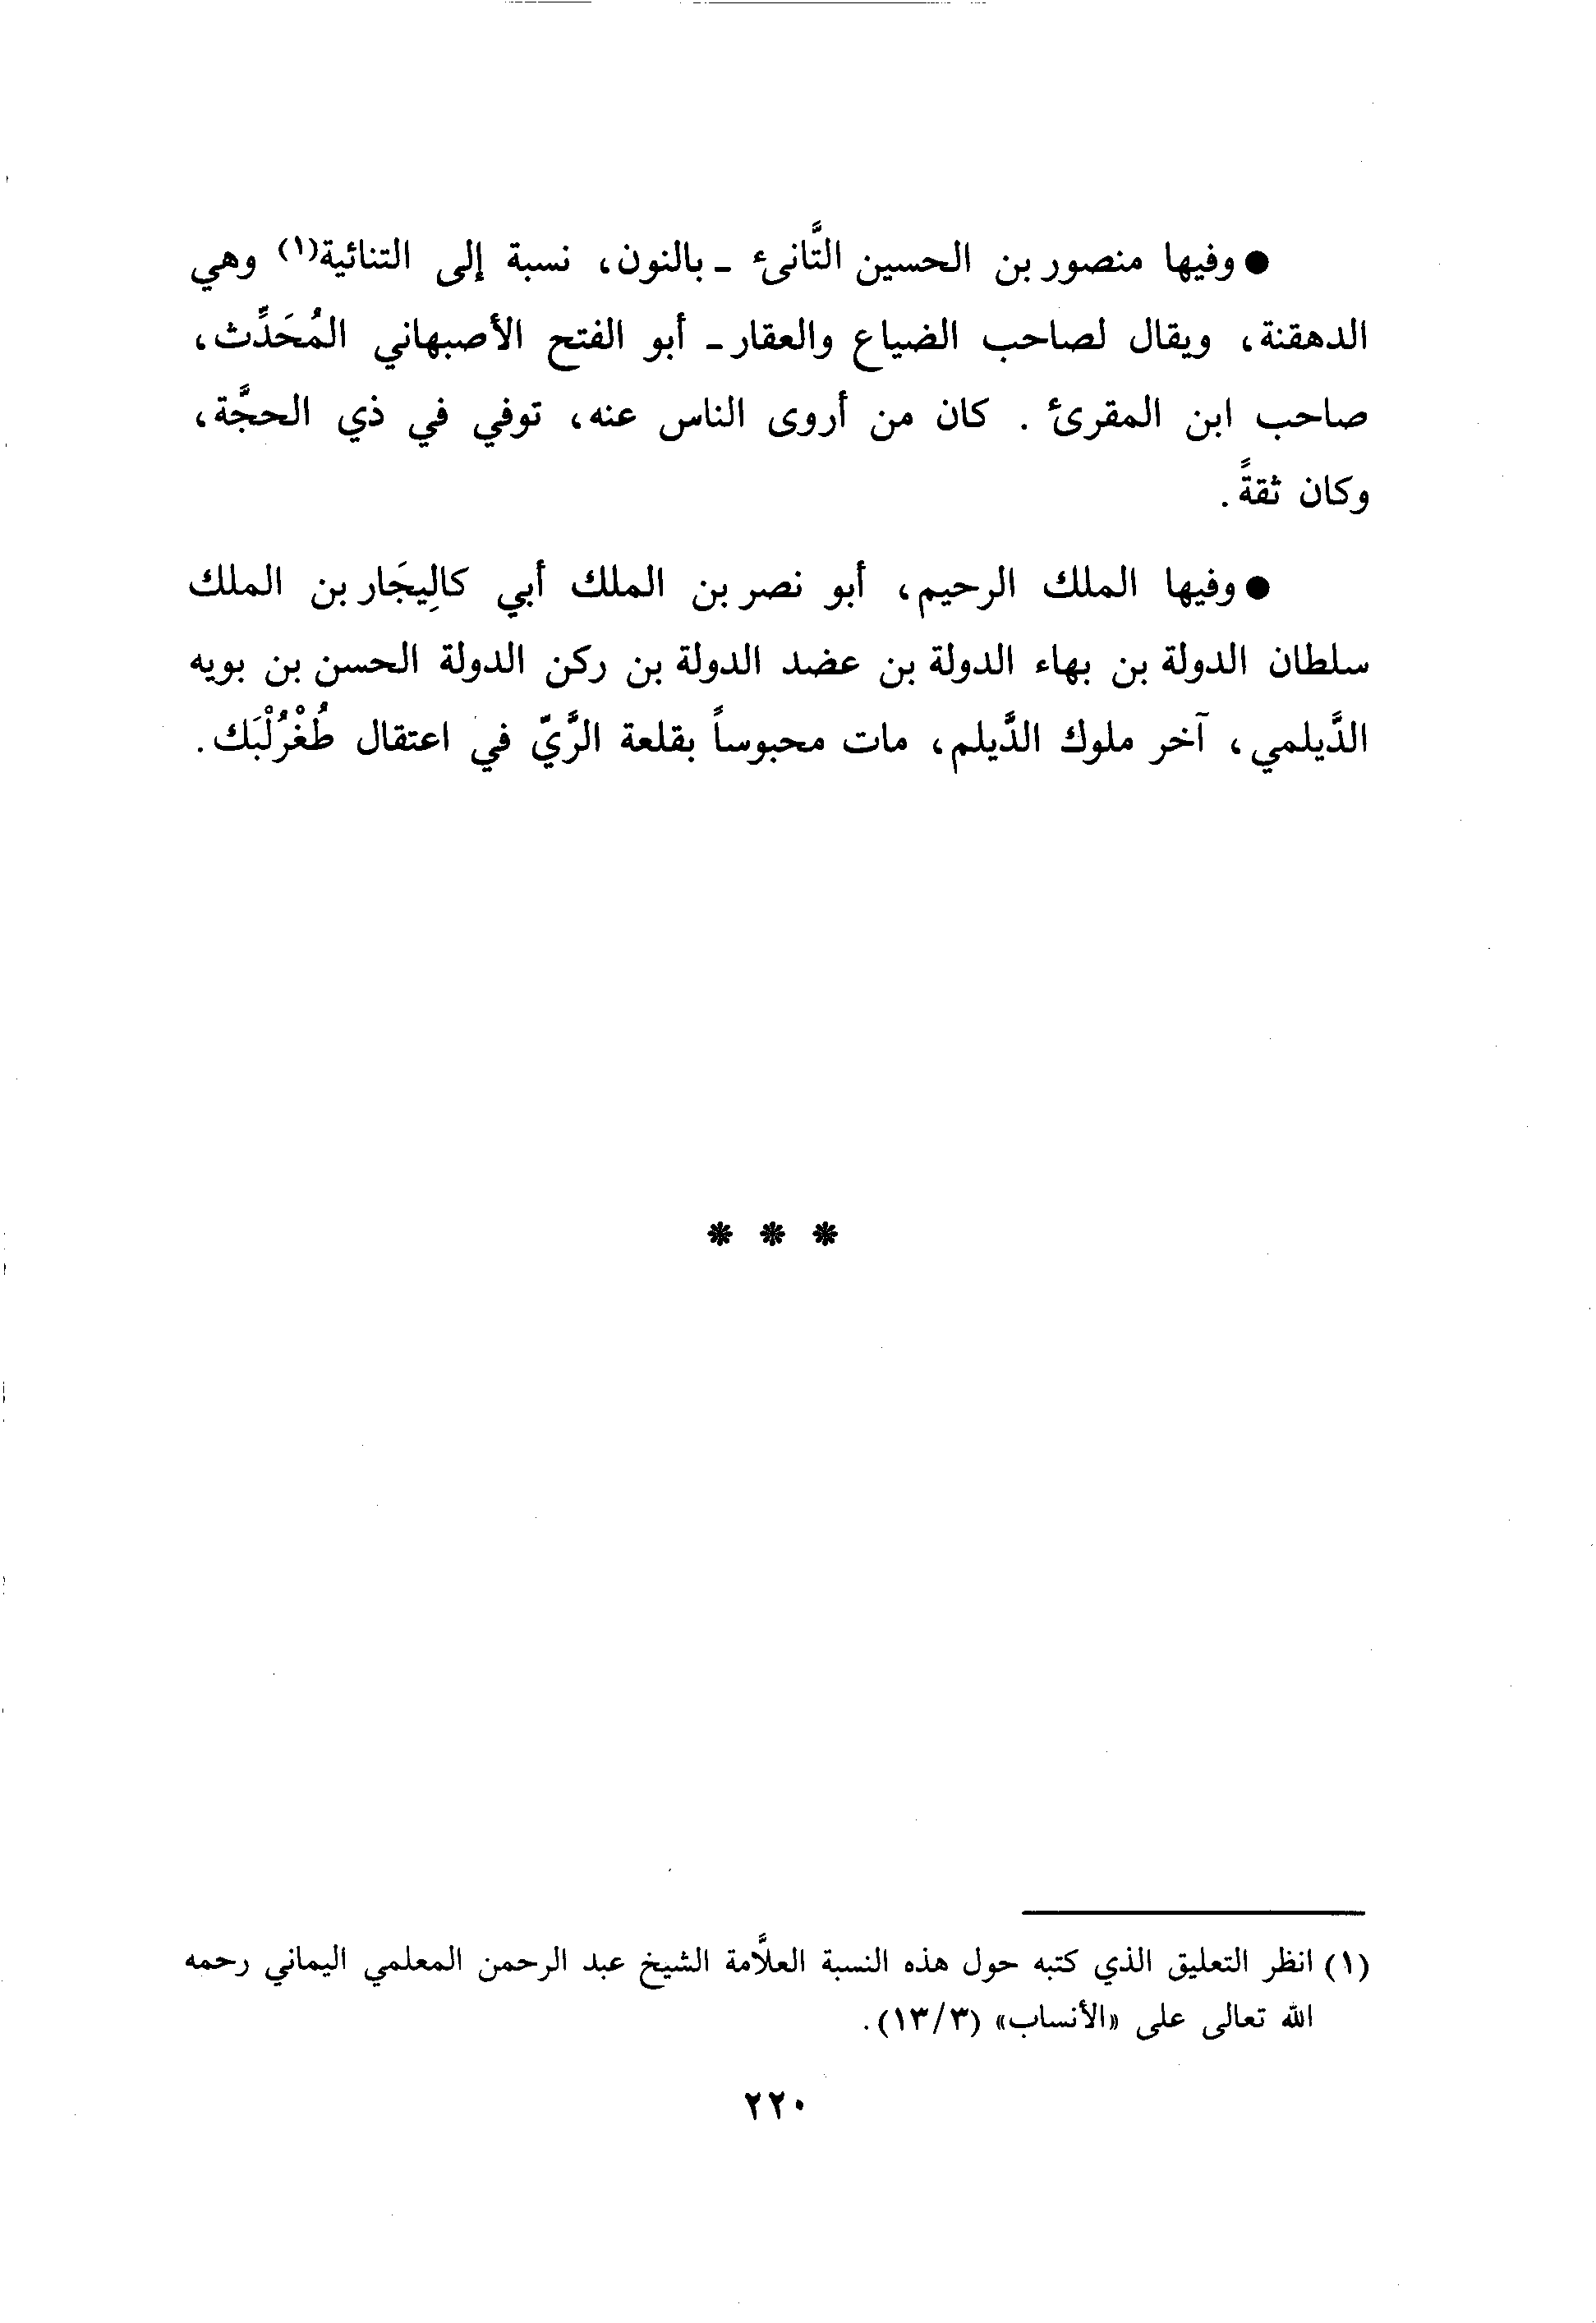 ● وفيها منصور بن الحسين التَّانىء ـ بالنون، نسبة إلى التنائية(١) وهي
الدهقنة، ويقال لصاحب الضياع والعقار ـ أبو الفتح الأصبهاني المُحَدِّث،
صاحب ابن المقرىء . كان من أروى الناس عنه، توفي في ذي الحجَّة،
وكان ثقةً.
● وفيها الملك الرحيم، أبو نصر بن الملك أبي كالِيجَار بن الملك
سلطان الدولة بن بهاء الدولة بن عضد الدولة بن ركن الدولة الحسن بن بويه
الدَّيلمي، آخر ملوك الدَّيلم، مات محبوساً بقلعة الرَّيّ في اعتقال طُغْرُلْبَك.
* * *
(١) انظر التعليق الذي كتبه حول هذه النسبة العلاَّمة الشيخ عبد الرحمن المعلمي اليماني رحمه
الله تعالى على «الأنساب» (١٣/٣).
٢٢٠